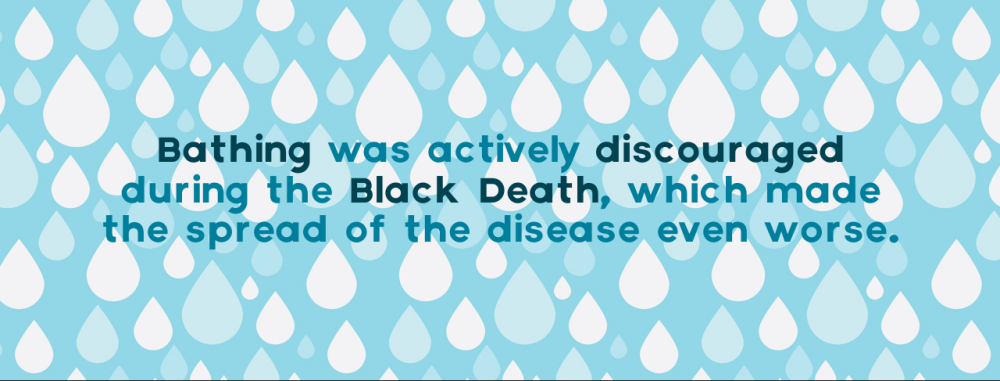 Bathing was actively discouraged
during the Black Death, which made
the spread of the disease even worse.